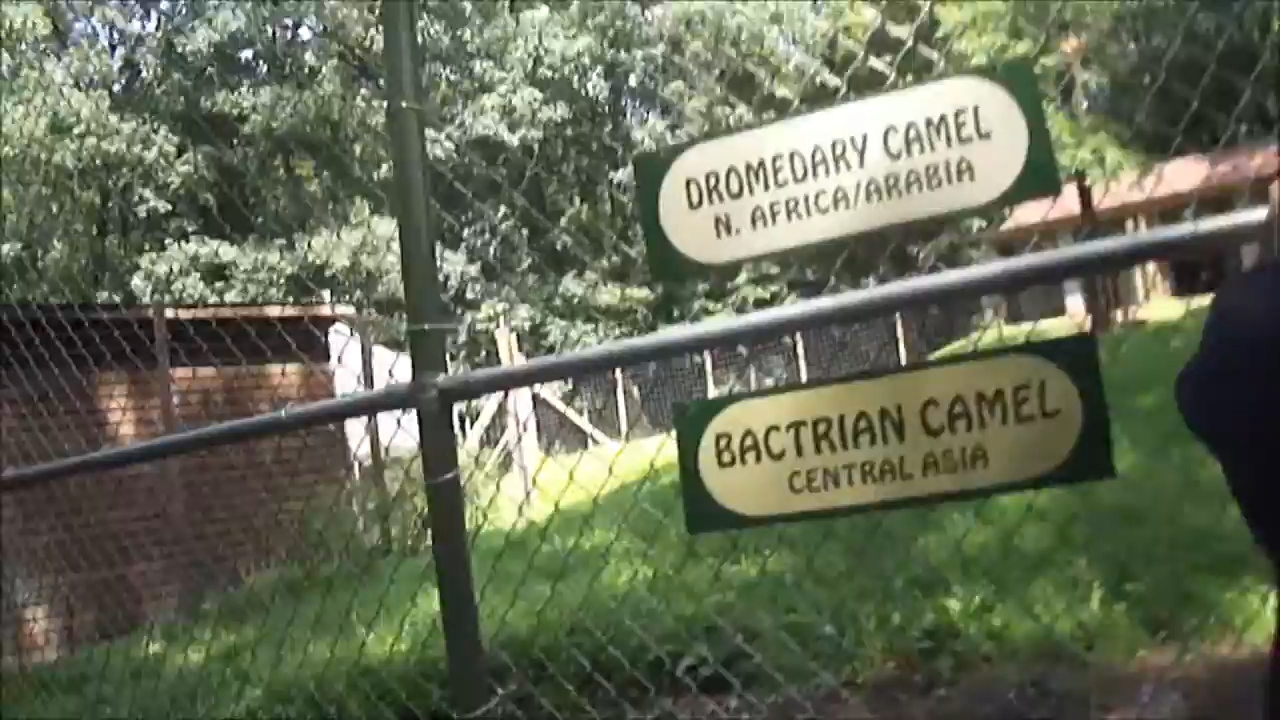 DROMEDARY CAMEL
N. AFRICA/ARABIA
BACTRIAN CAMEL
CENTRAL ASIA